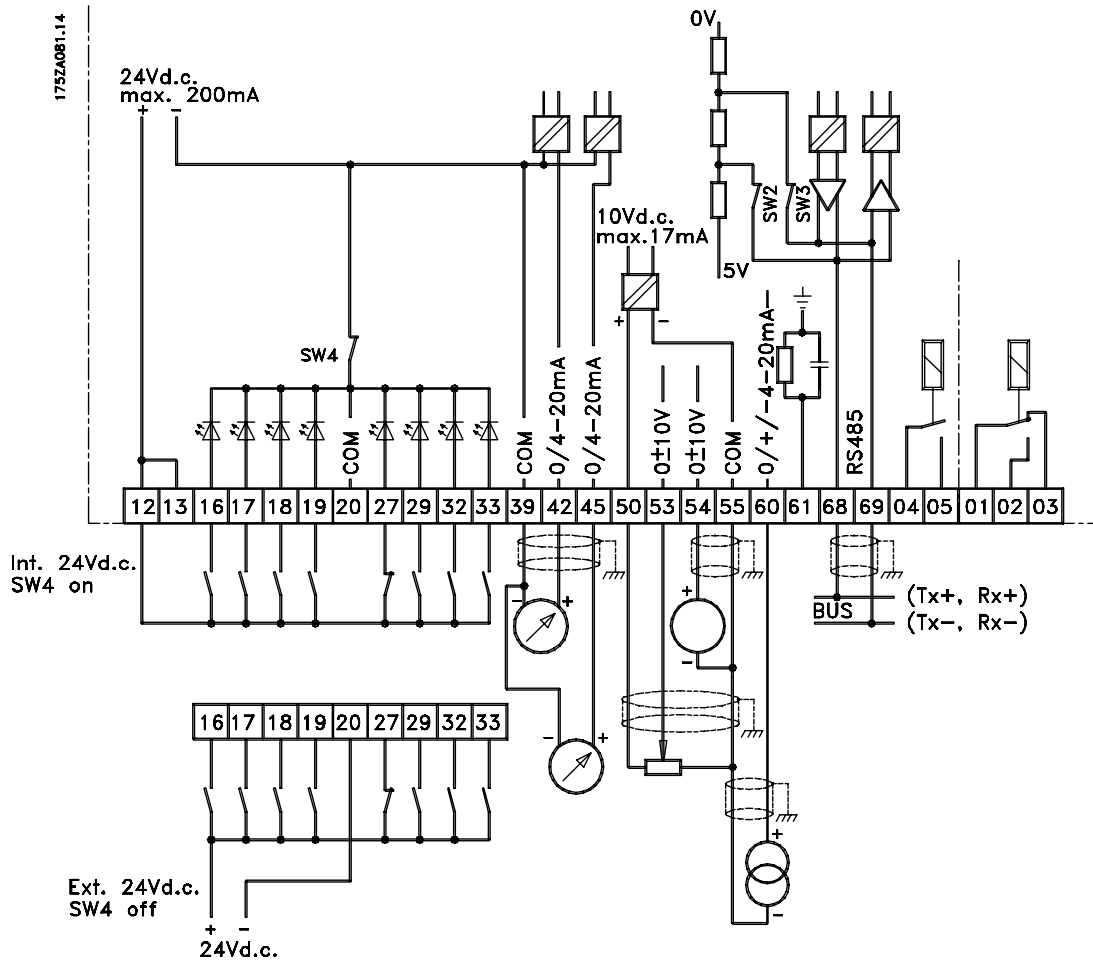 175ZA081.14
24Vd.c.
max. 200mA
+ −
0V
SW2
SW3
5V
10Vd.c.
max.17mA
+ −
SW4
COM
COM
0/4−20mA
0/4−20mA
0±10V
0±10V
COM
0/+/−4−20mA
RS485
12 13 16 17 18 19 20 27 29 32 33 39 42 45 50 53 54 55 60 61 68 69 04 05 01 02 03
Int. 24Vd.c.
SW4 on
− +
+
−
BUS
(Tx+, Rx+)
(Tx−, Rx−)
16 17 18 19 20 27 29 32 33
− +
+
−
Ext. 24Vd.c.
SW4 off
+ −
24Vd.c.